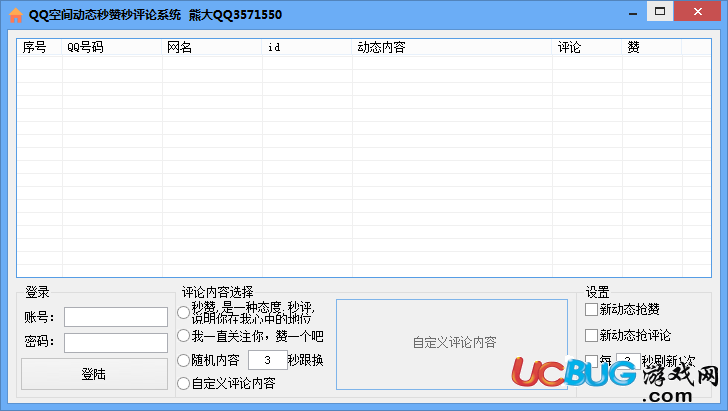 QQ空间动态秒赞秒评论系统 熊大QQ3571550
序号 QQ号码 网名 id 动态内容 评论 赞
登录
账号:
密码:
登陆
评论内容选择
秒赞,是一种态度,秒评,
说明你在我心中的地位
我一直关注你，赞一个吧
随机内容 3 秒跟换
自定义评论内容
自定义评论内容
设置
新动态抢赞
新动态抢评论
每 秒刷新1次
UCBUG游戏网
.com